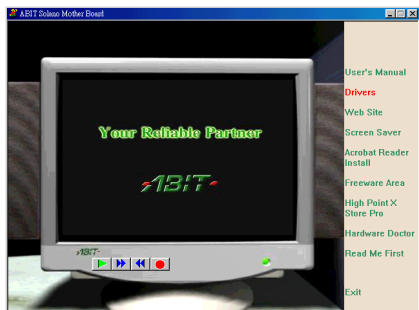 ABIT Solano Mother Board
Your Reliable Partner
ABIT
ABIT
User's Manual
Drivers
Web Site
Screen Saver
Acrobat Reader
Install
Freeware Area
High Point X
Store Pro
Hardware Doctor
Read Me First
Exit